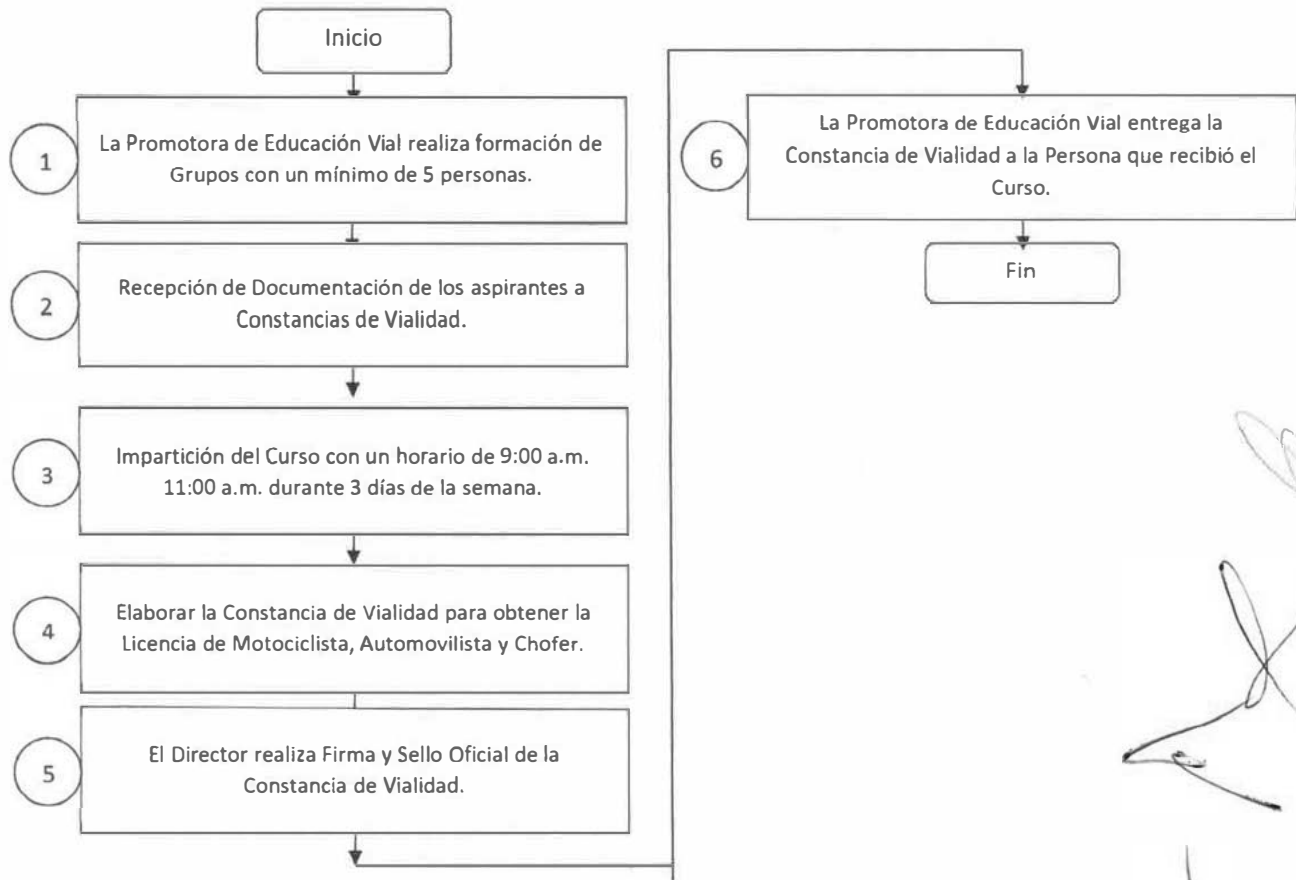 Inicio
1
La Promotora de Educación Vial realiza formación de
Grupos con un mínimo de 5 personas.
2
Recepción de Documentación de los aspirantes a
Constancias de Vialidad.
3
Impartición del Curso con un horario de 9:00 a.m.
11:00 a.m. durante 3 días de la semana.
4
Elaborar la Constancia de Vialidad para obtener la
Licencia de Motociclista, Automovilista y Chofer.
5
El Director realiza Firma y Sello Oficial de la
Constancia de Vialidad.
6
La Promotora de Educación Vial entrega la
Constancia de Vialidad a la Persona que recibió el
Curso.
Fin